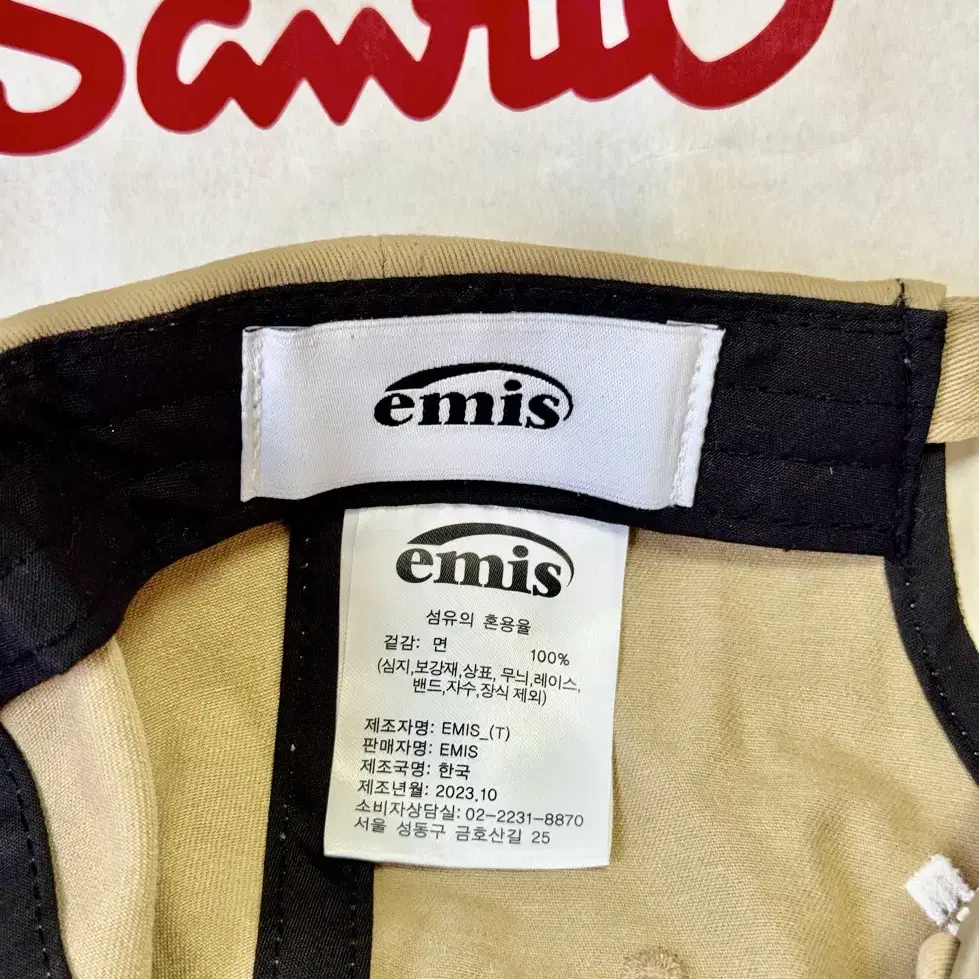 Sanrio
emis
emis
섬유의 혼용율
겉감: 면 100%
(심지,보강재,상표, 무늬,레이스,
밴드,자수,장식 제외)
제조자명: EMIS_(T)
판매자명: EMIS
제조국명: 한국
제조년월: 2023.10
소비자상담실: 02-2231-8870
서울 성동구 금호산길 25